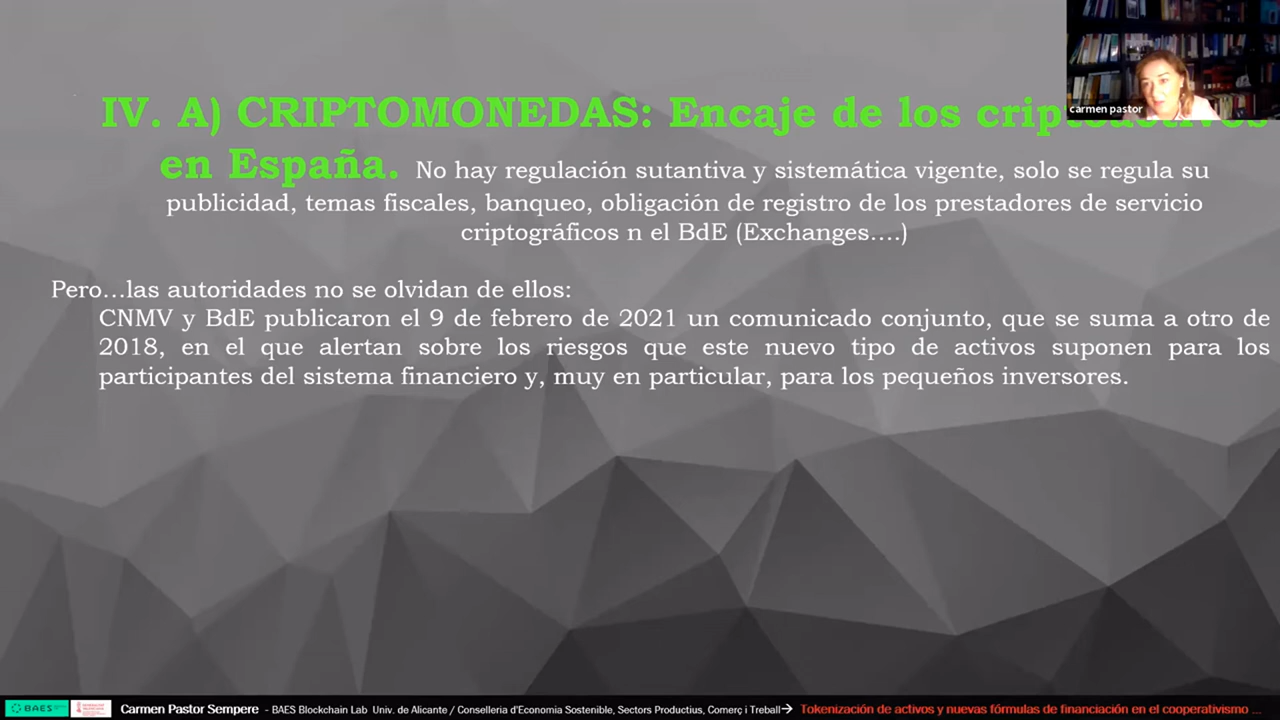 carmen pastor
IV. A) CRIPTOMONEDAS: Encaje de los criptoactivos
en España. No hay regulación sutantiva y sistemática vigente, solo se regula su
publicidad, temas fiscales, banqueo, obligación de registro de los prestadores de servicio
criptográficos n el BdE (Exchanges....)
Pero...las autoridades no se olvidan de ellos:
CNMV y BdE publicaron el 9 de febrero de 2021 un comunicado conjunto, que se suma a otro de
2018, en el que alertan sobre los riesgos que este nuevo tipo de activos suponen para los
participantes del sistema financiero y, muy en particular, para los pequeños inversores.
BAES
Carmen Pastor Sempere - BAES Blockchain Lab Univ. de Alicante / Conselleria d'Economia Sostenible, Sectors Productius, Comerç i Treball→ Tokenización de activos y nuevas fórmulas de financiación en el cooperativismo ...